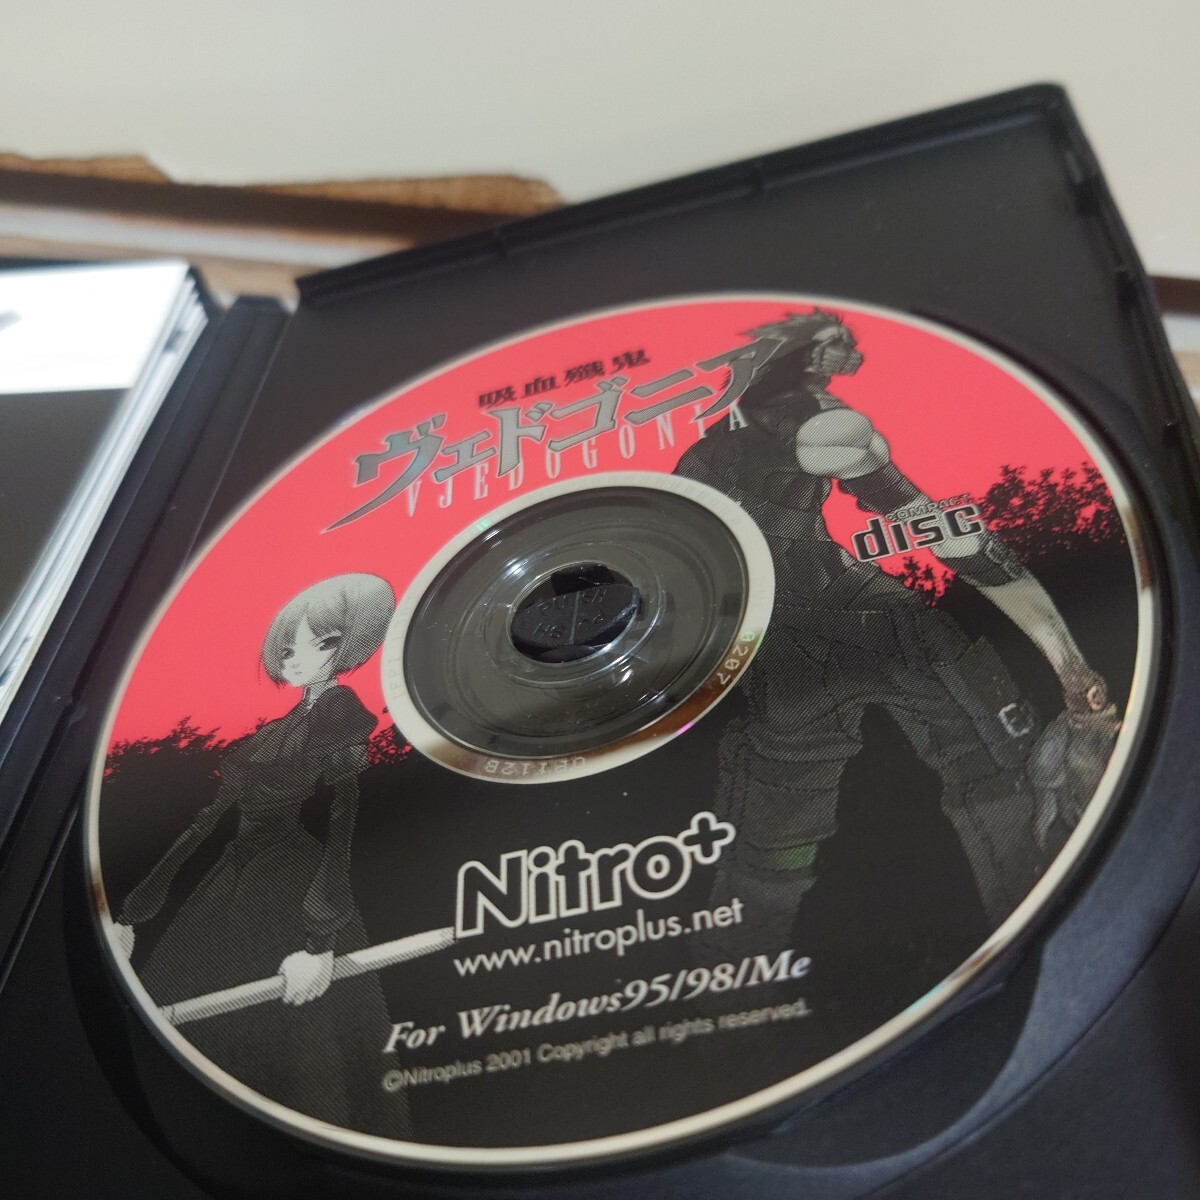 吸血殲鬼
ヴェドゴニア
VJEDOGONIA
COMPACT
disc
Nitro+
www.nitroplus.net
For Windows95/98/Me
©Nitroplus 2001 Copyright all rights reserved.